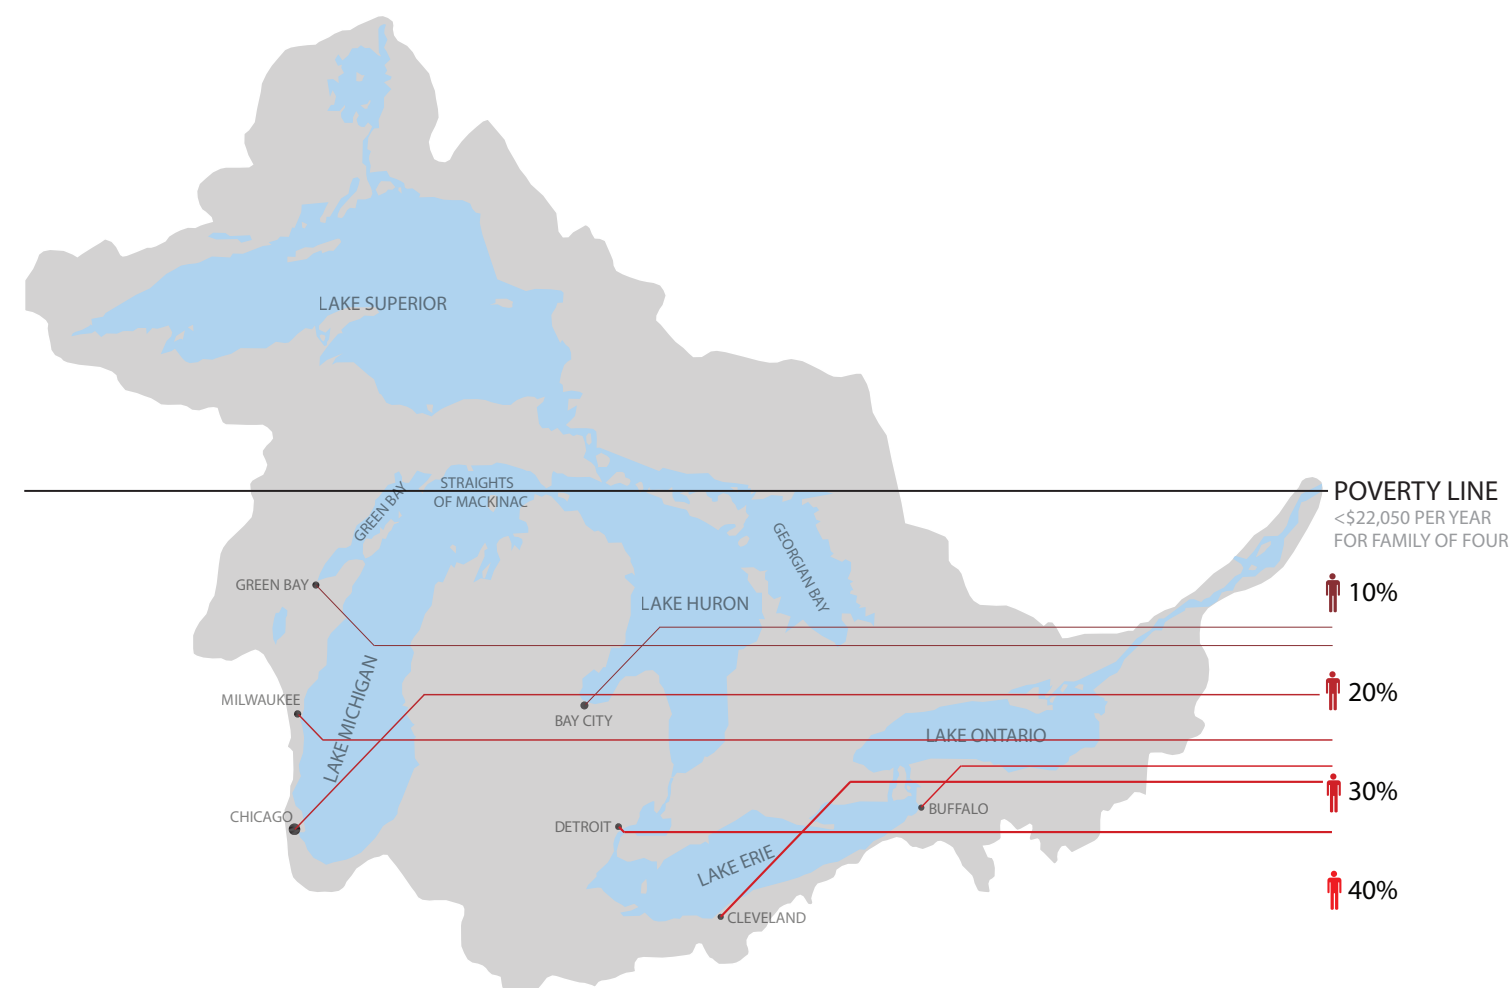 LAKE SUPERIOR
STRAIGHTS
OF MACKINAC
GREEN BAY
POVERTY LINE
<$22,050 PER YEAR
FOR FAMILY OF FOUR
GEORGIAN BAY
GREEN BAY
10%
LAKE HURON
LAKE MICHIGAN
MILWAUKEE
20%
BAY CITY
LAKE ONTARIO
30%
CHICAGO
BUFFALO
DETROIT
LAKE ERIE
40%
CLEVELAND